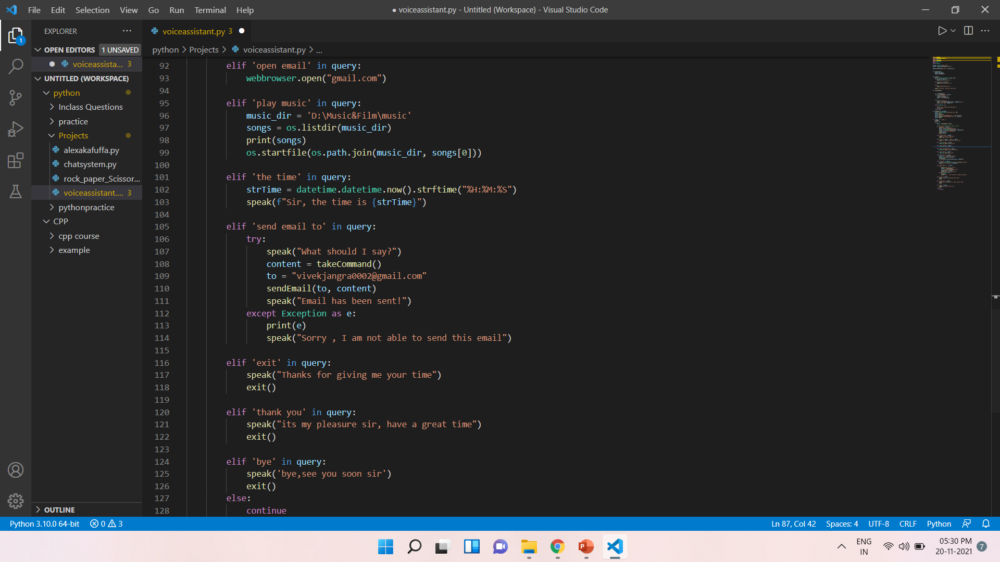 File Edit Selection View Go Run Terminal Help
● voiceassistant.py - Untitled (Workspace) - Visual Studio Code
EXPLORER
voiceassistant.py 3
1
OPEN EDITORS 1 UNSAVED
voiceassista... 3
UNTITLED (WORKSPACE)
python
Inclass Questions
practice
Projects
alexakafuffa.py
chatsystem.py
rock_paper_Scissor...
voiceassistant.... 3
pythonpractice
CPP
cpp course
example
OUTLINE
python > Projects > voiceassistant.py > ...
92 elif 'open email' in query:
93 webbrowser.open("gmail.com")
94
95 elif 'play music' in query:
96 music_dir = 'D:\Music&Film\music'
97 songs = os.listdir(music_dir)
98 print(songs)
99 os.startfile(os.path.join(music_dir, songs[0]))
100
101 elif 'the time' in query:
102 strTime = datetime.datetime.now().strftime("%H:%M:%S")
103 speak(f"Sir, the time is {strTime}")
104
105 elif 'send email to' in query:
106 try:
107 speak("What should I say?")
108 content = takeCommand()
109 to = "vivekjangra0002@gmail.com"
110 sendEmail(to, content)
111 speak("Email has been sent!")
112 except Exception as e:
113 print(e)
114 speak("Sorry , I am not able to send this email")
115
116 elif 'exit' in query:
117 speak("Thanks for giving me your time")
118 exit()
119
120 elif 'thank you' in query:
121 speak("its my pleasure sir, have a great time")
122 exit()
123
124 elif 'bye' in query:
125 speak('bye,see you soon sir')
126 exit()
127 else:
128 continue
Python 3.10.0 64-bit 0 3
Ln 87, Col 42 Spaces: 4 UTF-8 CRLF Python
ENG
IN
05:30 PM
20-11-2021
7